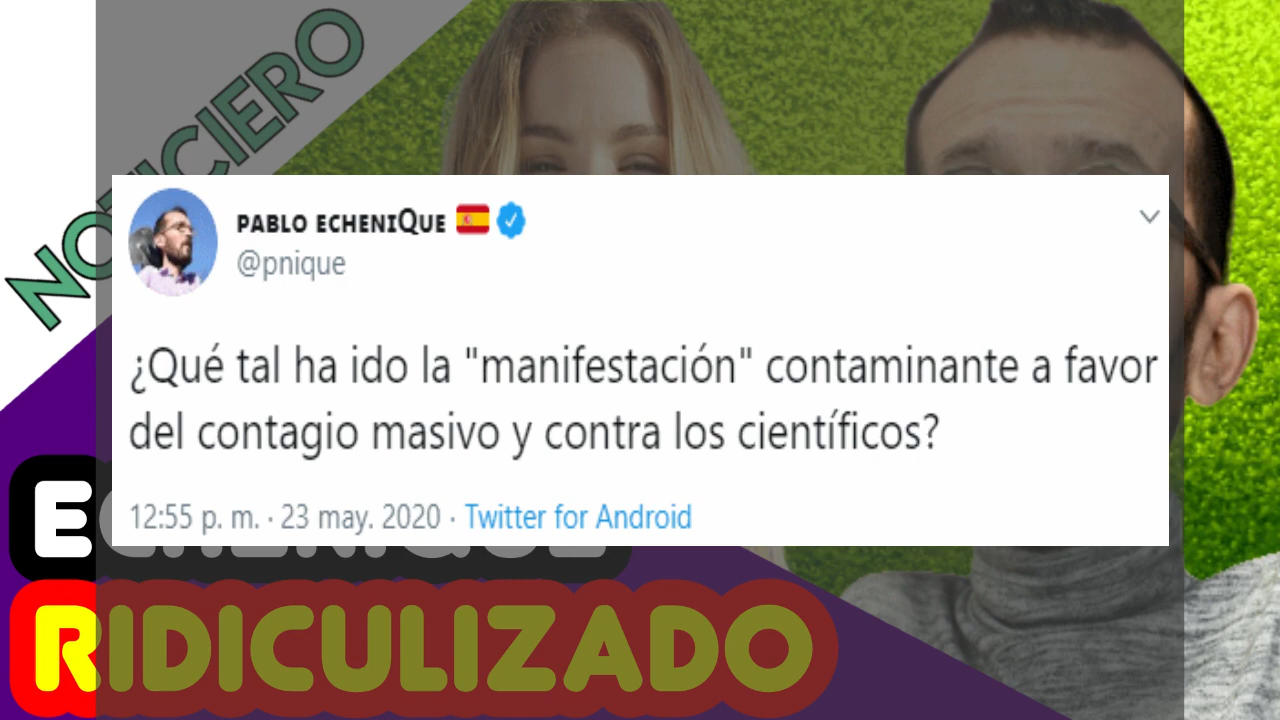 NOTICIERO
PABLO ECHENIQUE
@pnique
¿Qué tal ha ido la "manifestación" contaminante a favor
del contagio masivo y contra los científicos?
12:55 p. m. · 23 may. 2020 · Twitter for Android
ECHENIQUE
RIDICULIZADO